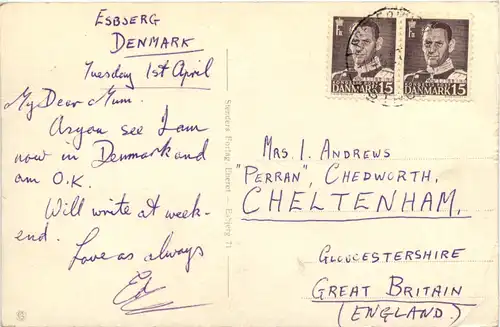 ESBJERG
DENMARK
Tuesday 1st April
My Dear Mum.
As you see I am
now in Denmark and
am O.K.
Will write at week-
end.
Love as always
Ed
Stenders Forlag Eneret - Esbjerg 71
DANMARK 15
DANMARK 15
MRS. I. ANDREWS
"PERRAN," CHEDWORTH,
CHELTENHAM,
GLOUCESTERSHIRE
GREAT BRITAIN
(ENGLAND.)